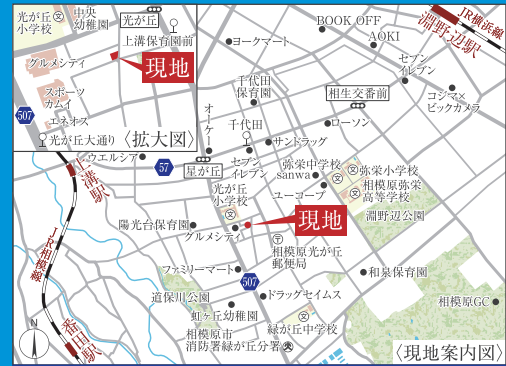 光が丘
小学校
中央
幼稚園
光が丘
上溝保育園前
グルメシティ
現地
スポーツ
カムイ
エネオス
507
光が丘大通り
〈拡大図〉
BOOK OFF
AOKI
ヨークマート
淵野辺駅
JR横浜線
セブン
イレブン
千代田
保育園
相生交番前
コジマ×
ビックカメラ
オーケー
千代田
ローソン
サンドラッグ
ウエルシア
57
星が丘
セブン
イレブン
弥栄中学校
sanwa
弥栄小学校
相模原弥栄
高等学校
ユーコープ
上溝駅
光が丘
小学校
現地
淵野辺公園
陽光台保育園
グルメシティ
相模原光が丘
郵便局
JR相模線
ファミリーマート
507
和泉保育園
道保川公園
ドラッグセイムス
相模原GC
虹ヶ丘幼稚園
緑が丘中学校
相模原市
消防署緑が丘分署
番田駅
N
〈現地案内図〉